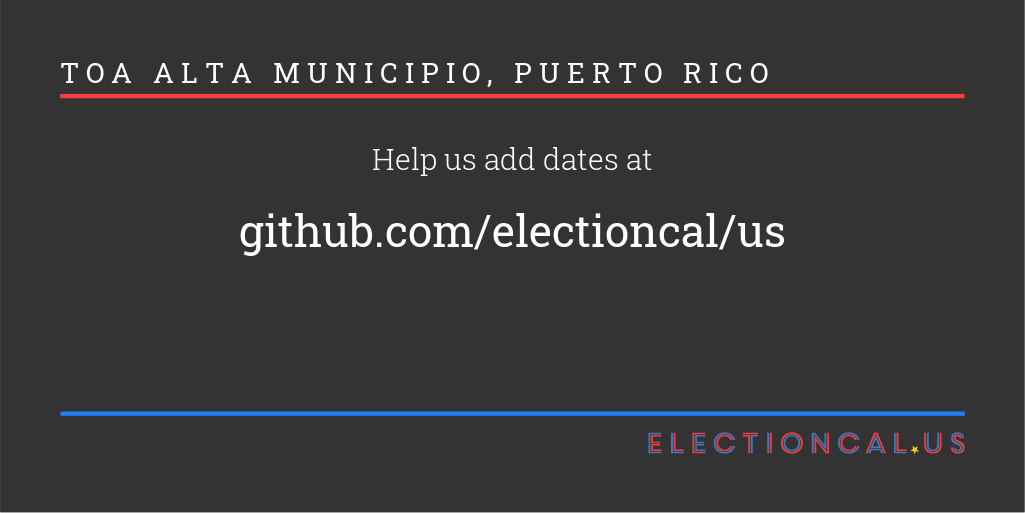 TOA ALTA MUNICIPIO, PUERTO RICO
Help us add dates at
github.com/electioncal/us
ELECTIONCAL.US